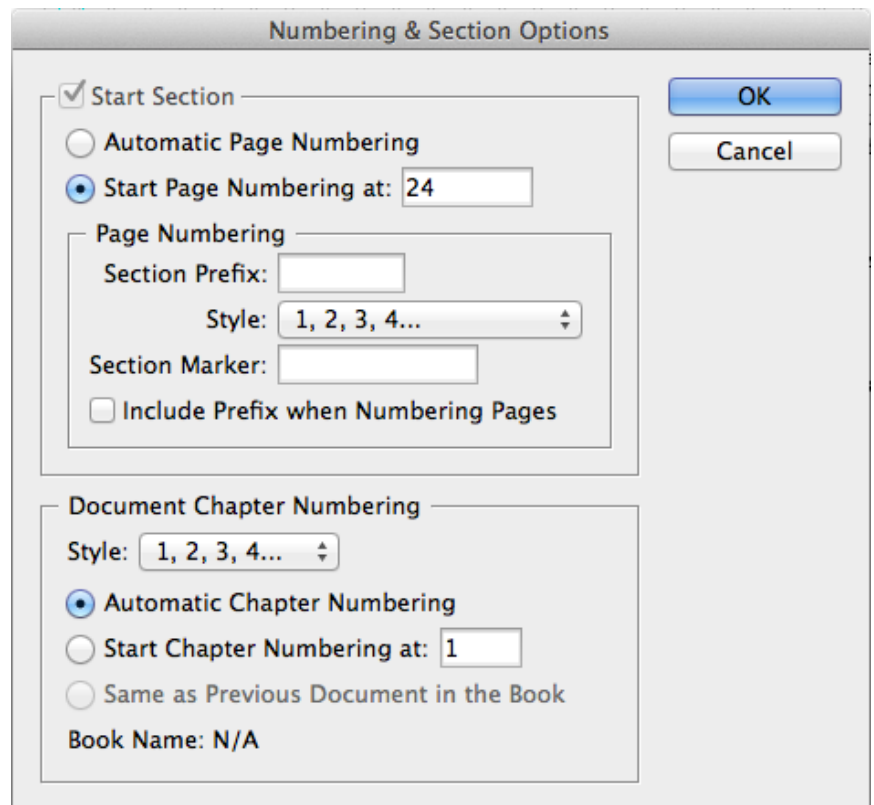 Numbering & Section Options
Start Section
OK
Automatic Page Numbering
Cancel
Start Page Numbering at: 24
Page Numbering
Section Prefix:
Style: 1, 2, 3, 4...
Section Marker:
Include Prefix when Numbering Pages
Document Chapter Numbering
Style: 1, 2, 3, 4...
Automatic Chapter Numbering
Start Chapter Numbering at: 1
Same as Previous Document in the Book
Book Name: N/A